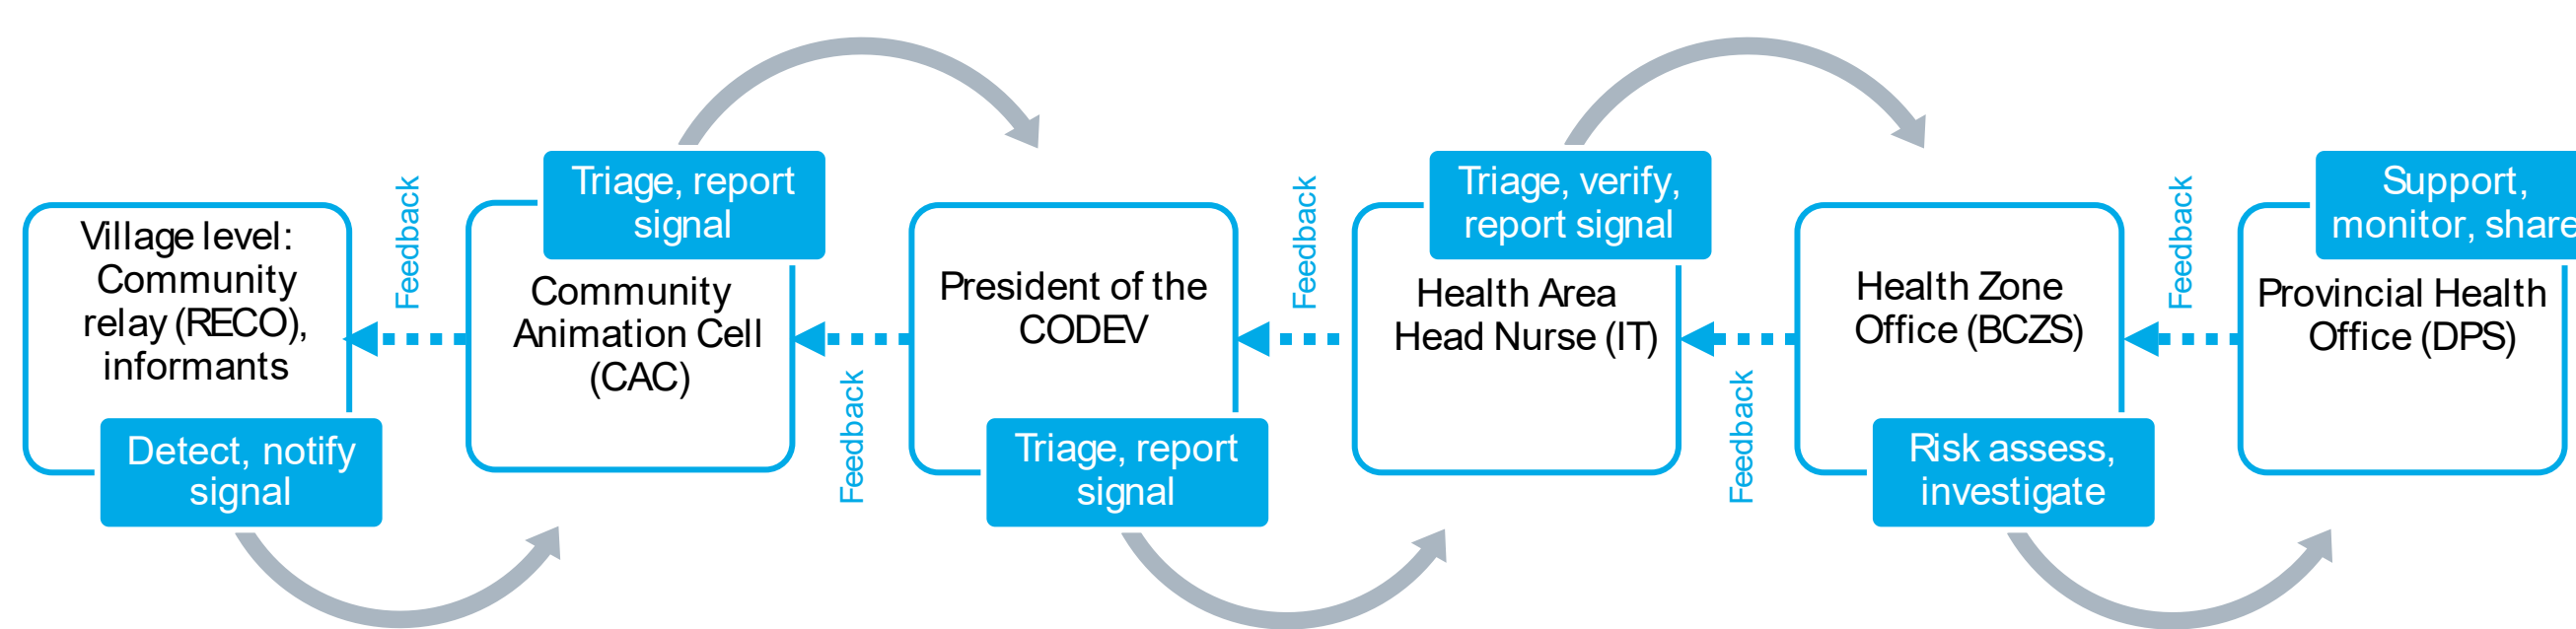 Village level:
Community
relay (RECO),
informants
Detect, notify
signal
Feedback
Triage, report
signal
Community
Animation Cell
(CAC)
Feedback
President of the
CODEV
Triage, report
signal
Feedback
Triage, verify,
report signal
Health Area
Head Nurse (IT)
Feedback
Health Zone
Office (BCZS)
Risk assess,
investigate
Feedback
Support,
monitor, share
Provincial Health
Office (DPS)